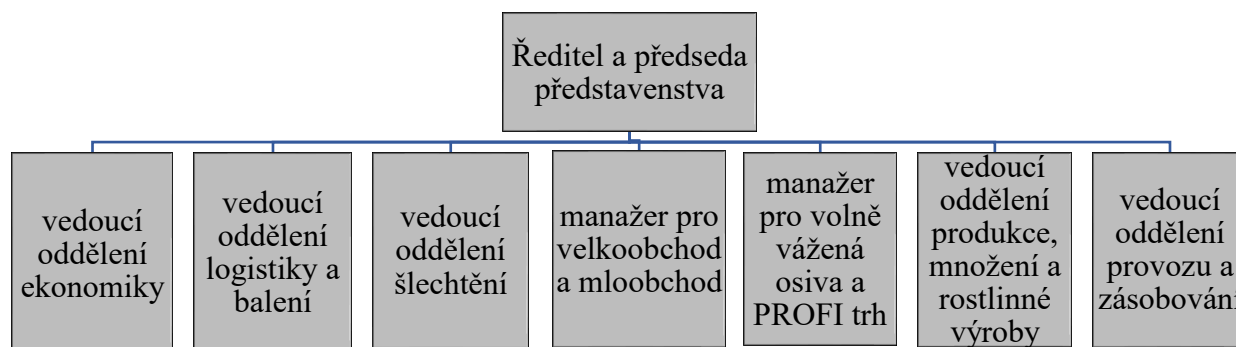 Ředitel a předseda
představenstva
vedoucí
oddělení
ekonomiky
vedoucí
oddělení
logistiky a
balení
vedoucí
oddělení
šlechtění
manažer pro
velkoobchod
a mloobchod
manažer
pro volně
vážená
osiva a
PROFI trh
vedoucí
oddělení
produkce,
množení a
rostlinné
výroby
vedoucí
oddělení
provozu a
zásobování